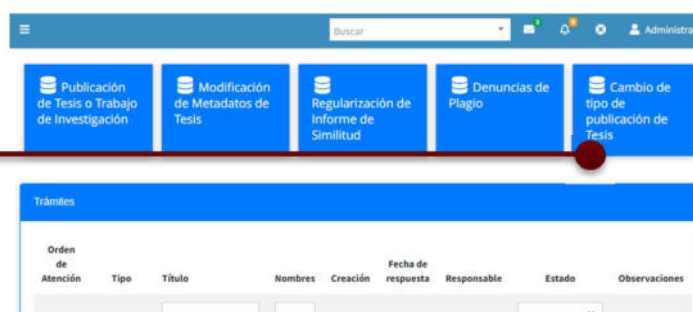 Buscar
Administra
Publicación
de Tesis o Trabajo
de Investigación
Modificación
de Metadatos de
Tesis
Regularización de
Informe de
Similitud
Denuncias de
Plagio
Cambio de
tipo de
publicación de
Tesis
Trámites
Orden
de
Atención
Tipo
Título
Nombres
Creación
Fecha de
respuesta
Responsable
Estado
Observaciones